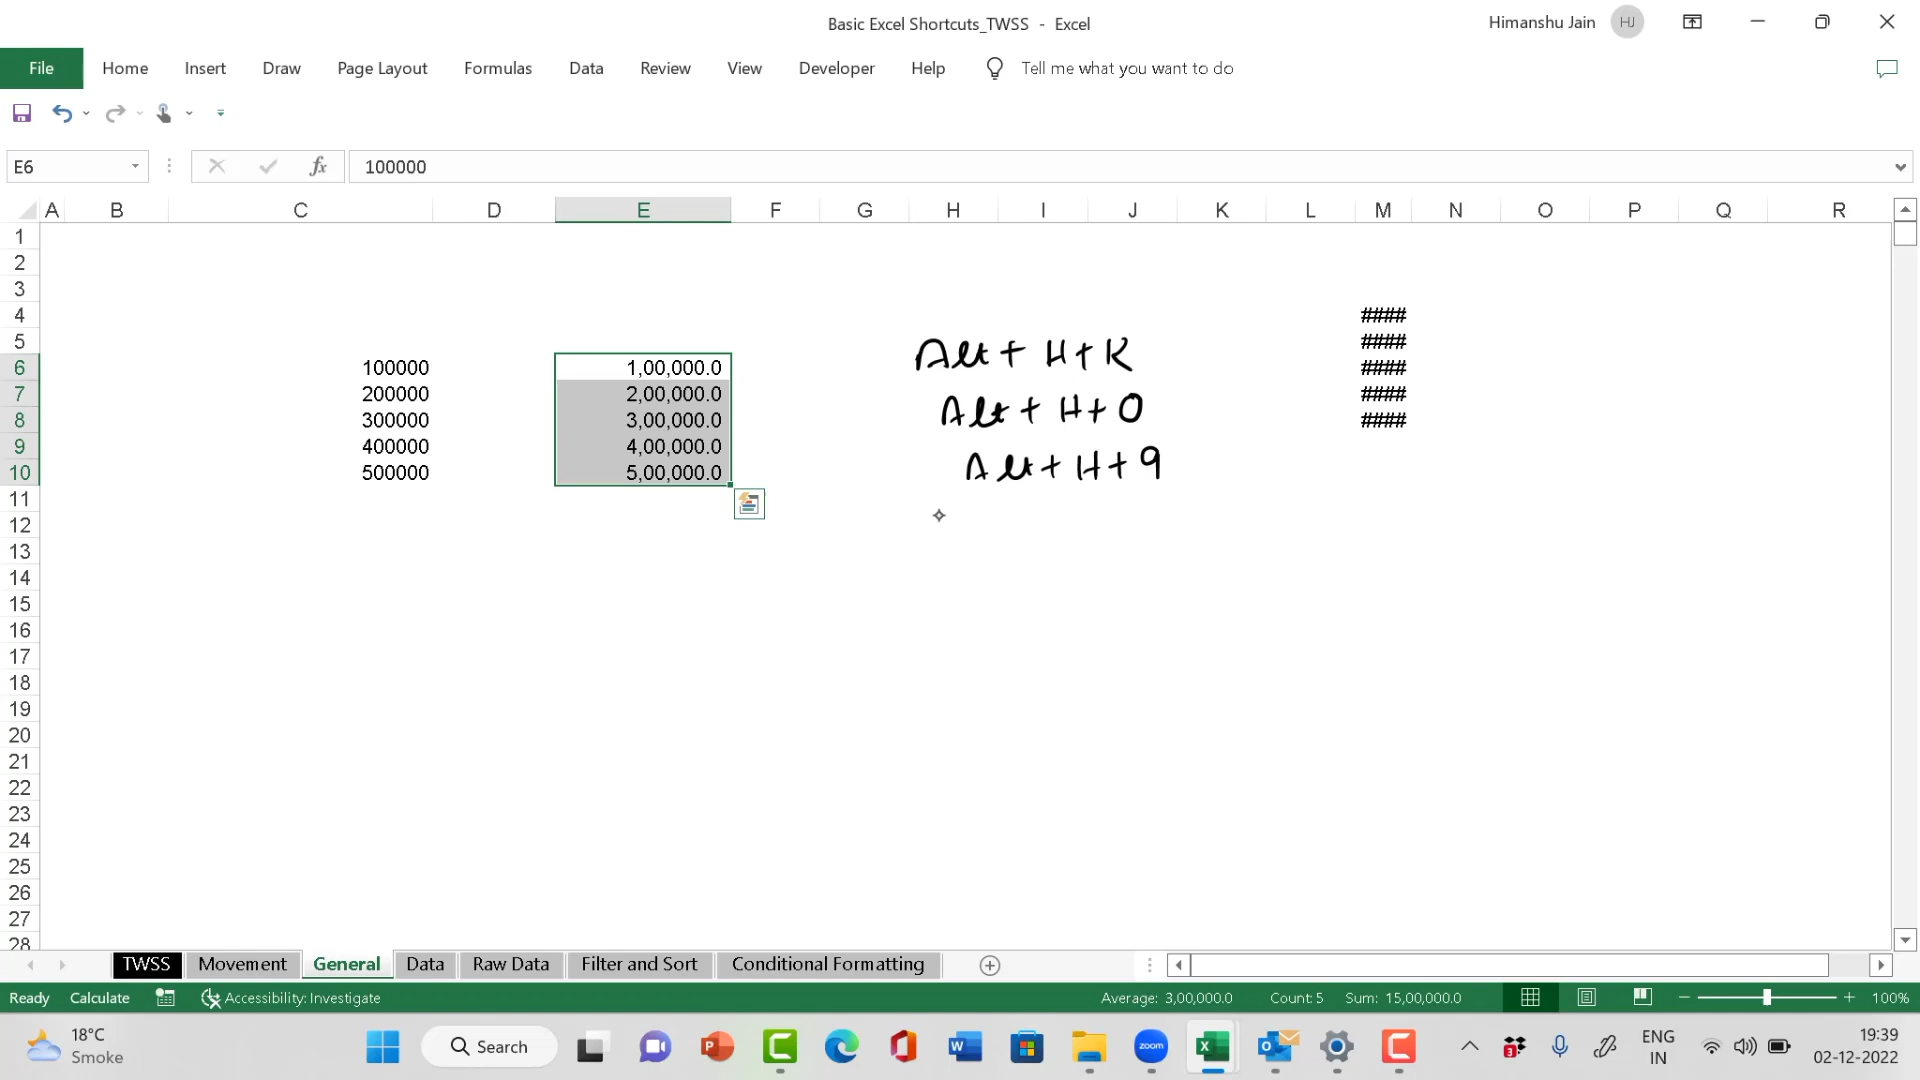 Basic Excel Shortcuts_TWSS - Excel
Himanshu Jain HJ
File Home Insert Draw Page Layout Formulas Data Review View Developer Help Tell me what you want to do
E6 fx 100000
A B C D E F G H I J K L M N O P Q R
1
2
3
4 ####
5 ####
6 100000 1,00,000.0 ####
7 200000 2,00,000.0 ####
8 300000 3,00,000.0 ####
9 400000 4,00,000.0
10 500000 5,00,000.0
Alt + H + K
Alt + H + 0
Alt + H + 9
11
12
13
14
15
16
17
18
19
20
21
22
23
24
25
26
27
28
TWSS Movement General Data Raw Data Filter and Sort Conditional Formatting
Ready Calculate Accessibility: Investigate Average: 3,00,000.0 Count: 5 Sum: 15,00,000.0 100%
18°C
Smoke
Search
zoom
3
ENG
IN
19:39
02-12-2022